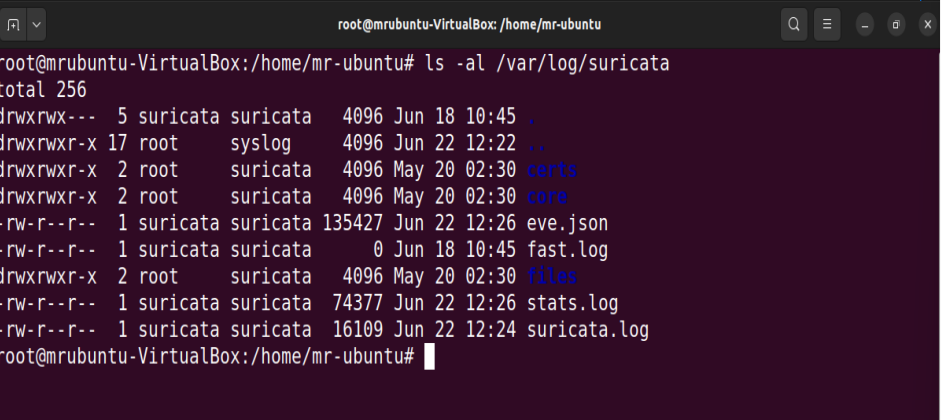 root@mrubuntu-VirtualBox: /home/mr-ubuntu
root@mrubuntu-VirtualBox:/home/mr-ubuntu# ls -al /var/log/suricata
total 256
drwxrwx---  5 suricata suricata   4096 Jun 18 10:45 .
drwxrwxr-x 17 root     syslog     4096 Jun 22 12:22 ..
drwxrwxr-x  2 root     suricata   4096 May 20 02:30 certs
drwxrwxr-x  2 root     suricata   4096 May 20 02:30 core
-rw-r--r--  1 suricata suricata 135427 Jun 22 12:26 eve.json
-rw-r--r--  1 suricata suricata      0 Jun 18 10:45 fast.log
drwxrwxr-x  2 root     suricata   4096 May 20 02:30 files
-rw-r--r--  1 suricata suricata  74377 Jun 22 12:26 stats.log
-rw-r--r--  1 suricata suricata  16109 Jun 22 12:24 suricata.log
root@mrubuntu-VirtualBox:/home/mr-ubuntu#